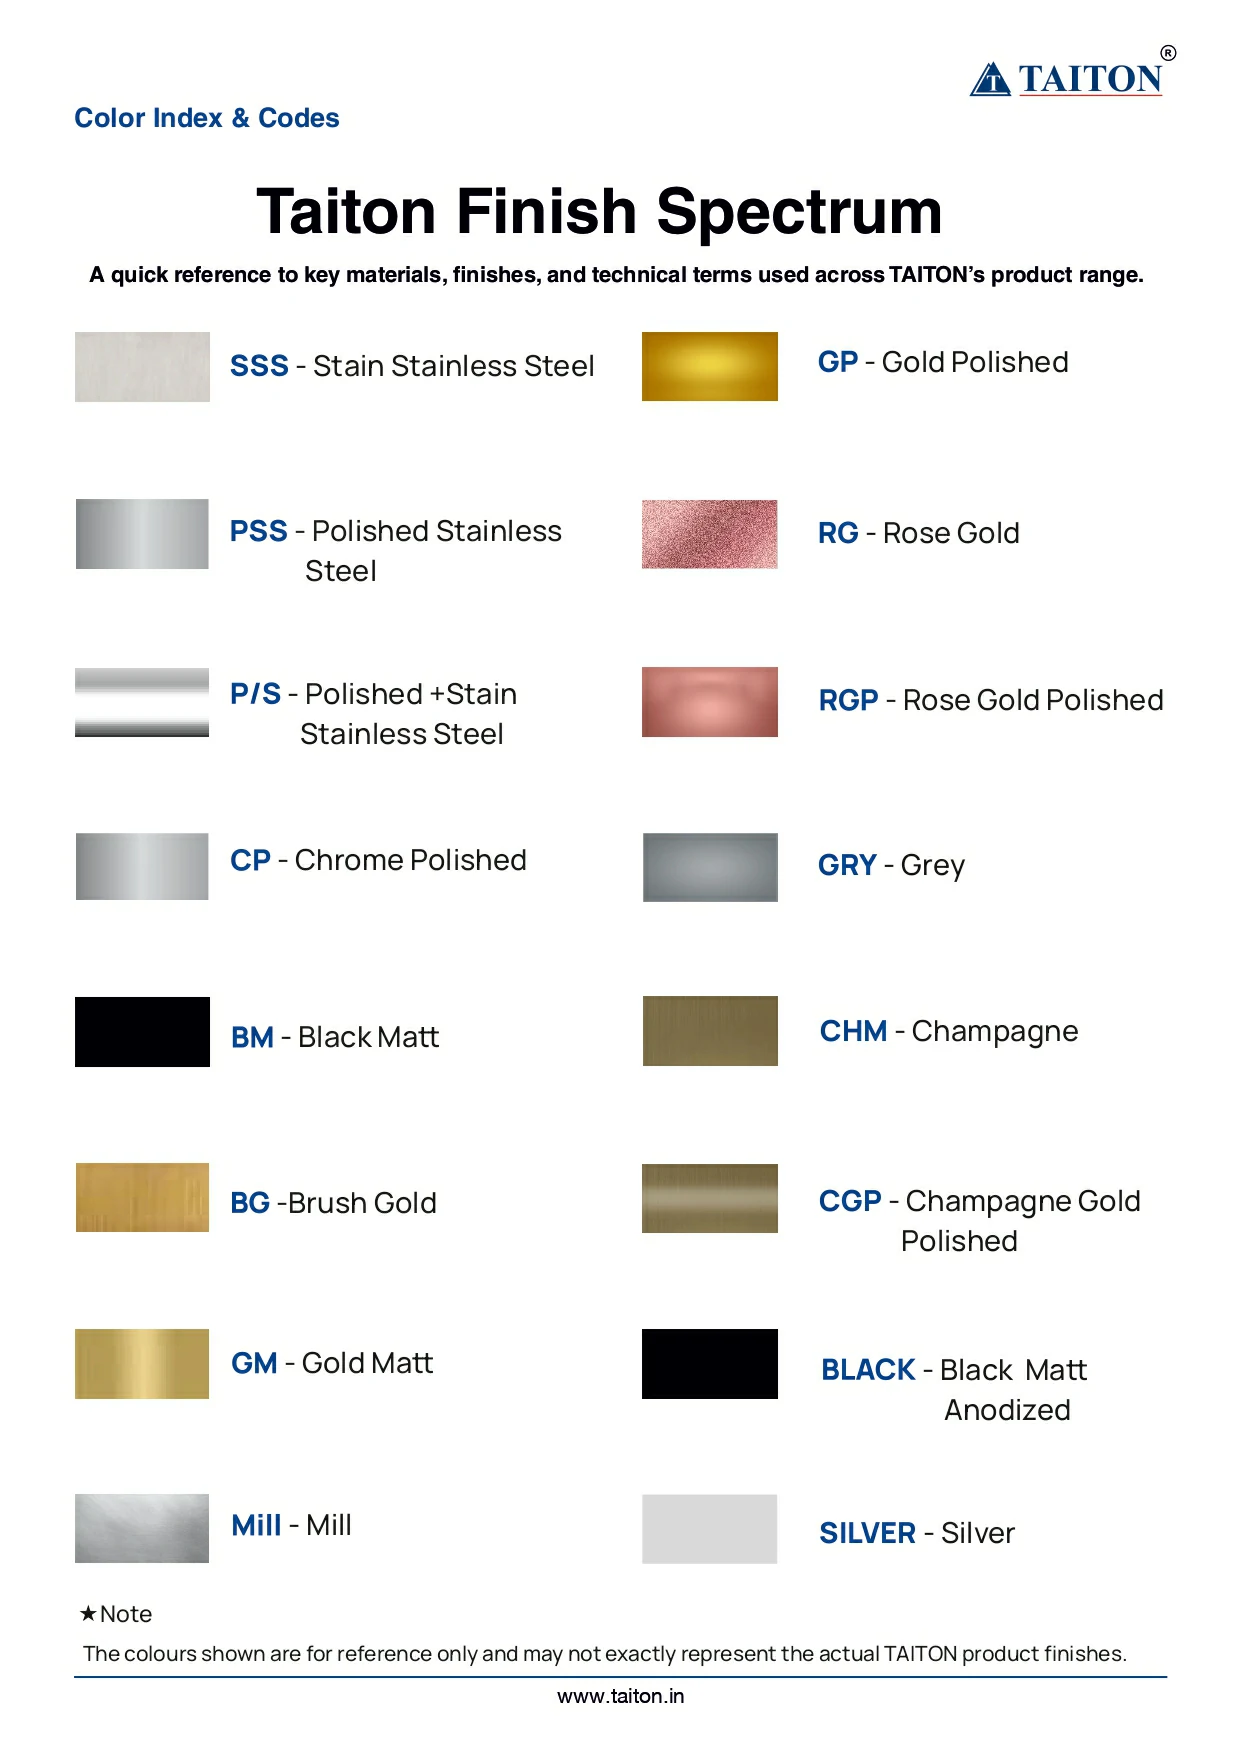 TAITON®
Color Index & Codes
Taiton Finish Spectrum
A quick reference to key materials, finishes, and technical terms used across TAITON’s product range.
SSS - Stain Stainless Steel
GP - Gold Polished
PSS - Polished Stainless
Steel
RG - Rose Gold
P/S - Polished +Stain
Stainless Steel
RGP - Rose Gold Polished
CP - Chrome Polished
GRY - Grey
BM - Black Matt
CHM - Champagne
BG -Brush Gold
CGP - Champagne Gold
Polished
GM - Gold Matt
BLACK - Black  Matt
Anodized
Mill - Mill
SILVER - Silver
★Note
The colours shown are for reference only and may not exactly represent the actual TAITON product finishes.
www.taiton.in